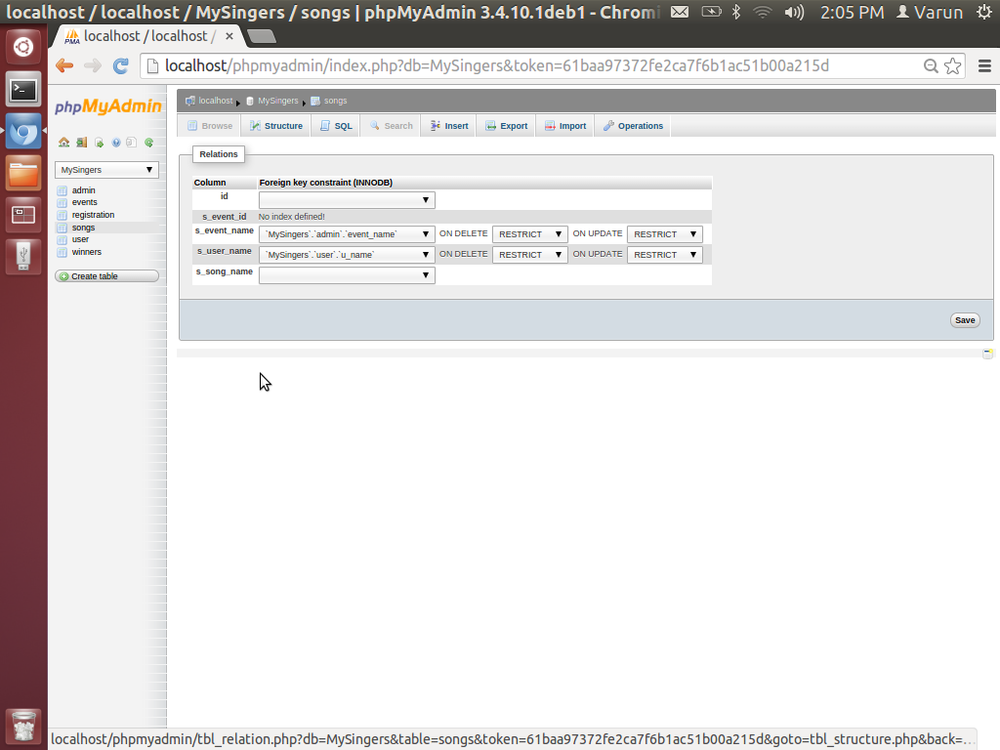 localhost / localhost / MySingers / songs | phpMyAdmin 3.4.10.1deb1 - Chromi
2:05 PM Varun
PMA localhost / localhost / ×
localhost/phpmyadmin/index.php?db=MySingers&token=61baa97372fe2ca7f6b1ac51b00a215d
phpMyAdmin
MySingers
admin
events
registration
songs
user
winners
Create table
localhost MySingers songs
Browse Structure SQL Search Insert Export Import Operations
Relations
Column Foreign key constraint (INNODB)
id
s_event_id No index defined!
s_event_name `MySingers`.`admin`.`event_name` ON DELETE RESTRICT ON UPDATE RESTRICT
s_user_name `MySingers`.`user`.`u_name` ON DELETE RESTRICT ON UPDATE RESTRICT
s_song_name
Save
localhost/phpmyadmin/tbl_relation.php?db=MySingers&table=songs&token=61baa97372fe2ca7f6b1ac51b00a215d&goto=tbl_structure.php&back=...